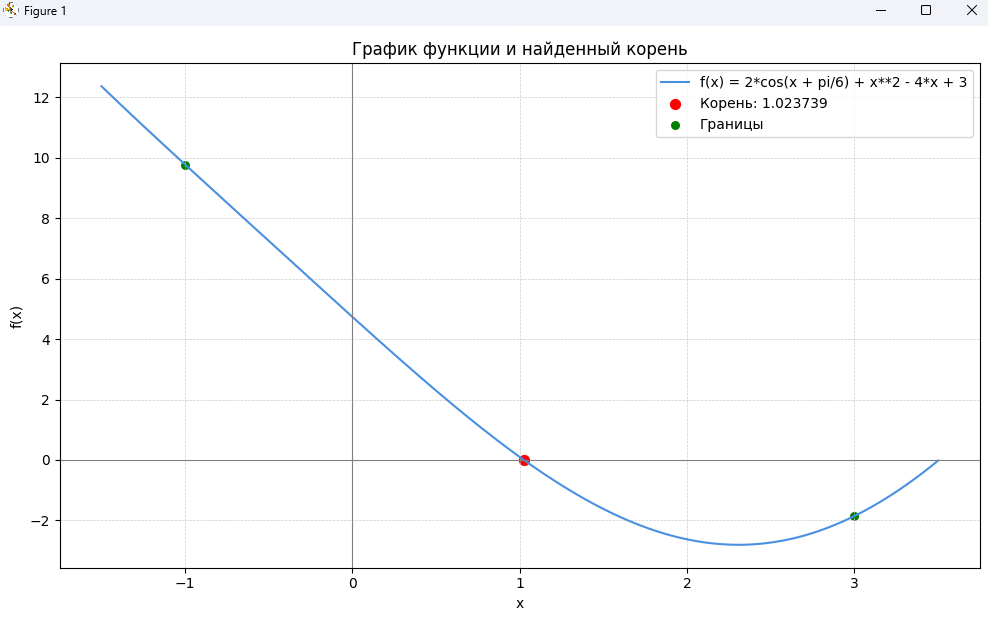 Figure 1
График функции и найденный корень
f(x) = 2*cos(x + pi/6) + x**2 - 4*x + 3
Корень: 1.023739
Границы
12
10
8
6
4
2
0
−2
f(x)
−1
0
1
2
3
x